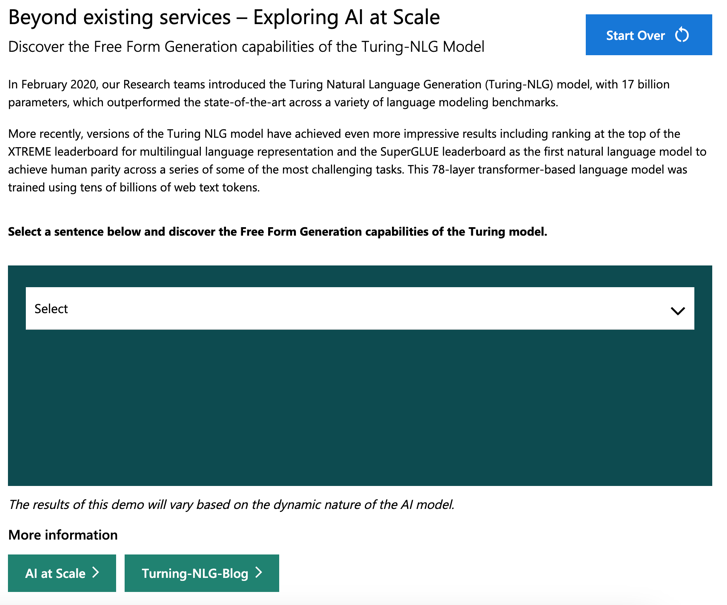 Beyond existing services – Exploring AI at Scale
Start Over
Discover the Free Form Generation capabilities of the Turing-NLG Model
In February 2020, our Research teams introduced the Turing Natural Language Generation (Turing-NLG) model, with 17 billion
parameters, which outperformed the state-of-the-art across a variety of language modeling benchmarks.
More recently, versions of the Turing NLG model have achieved even more impressive results including ranking at the top of the
XTREME leaderboard for multilingual language representation and the SuperGLUE leaderboard as the first natural language model to
achieve human parity across a series of some of the most challenging tasks. This 78-layer transformer-based language model was
trained using tens of billions of web text tokens.
Select a sentence below and discover the Free Form Generation capabilities of the Turing model.
Select
The results of this demo will vary based on the dynamic nature of the AI model.
More information
AI at Scale
Turning-NLG-Blog